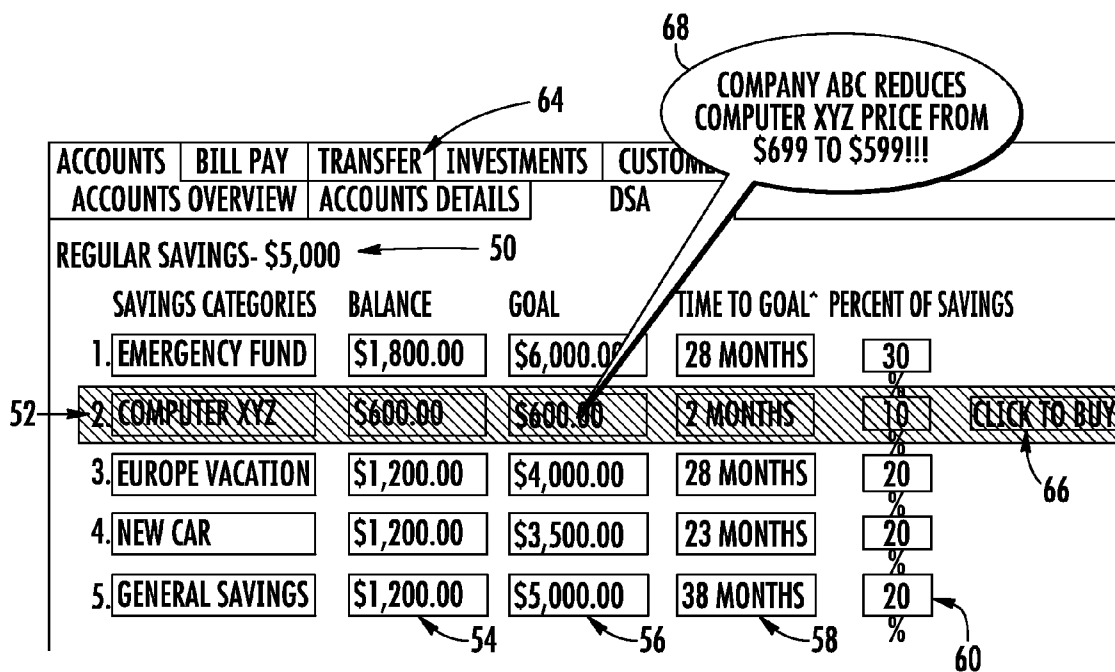 68
COMPANY ABC REDUCES
COMPUTER XYZ PRICE FROM
$699 TO $599!!!
64
ACCOUNTS BILL PAY TRANSFER INVESTMENTS
ACCOUNTS OVERVIEW ACCOUNTS DETAILS DSA
REGULAR SAVINGS- $5,000 50
SAVINGS CATEGORIES BALANCE GOAL TIME TO GOAL^ PERCENT OF SAVINGS
1. EMERGENCY FUND $1,800.00 $6,000.00 28 MONTHS 30 %
52 2. COMPUTER XYZ $600.00 $600.00 2 MONTHS 10 % CLICK TO BUY
3. EUROPE VACATION $1,200.00 $4,000.00 28 MONTHS 20 %
66
4. NEW CAR $1,200.00 $3,500.00 23 MONTHS 20 %
5. GENERAL SAVINGS $1,200.00 $5,000.00 38 MONTHS 20 %
54 56 58 60